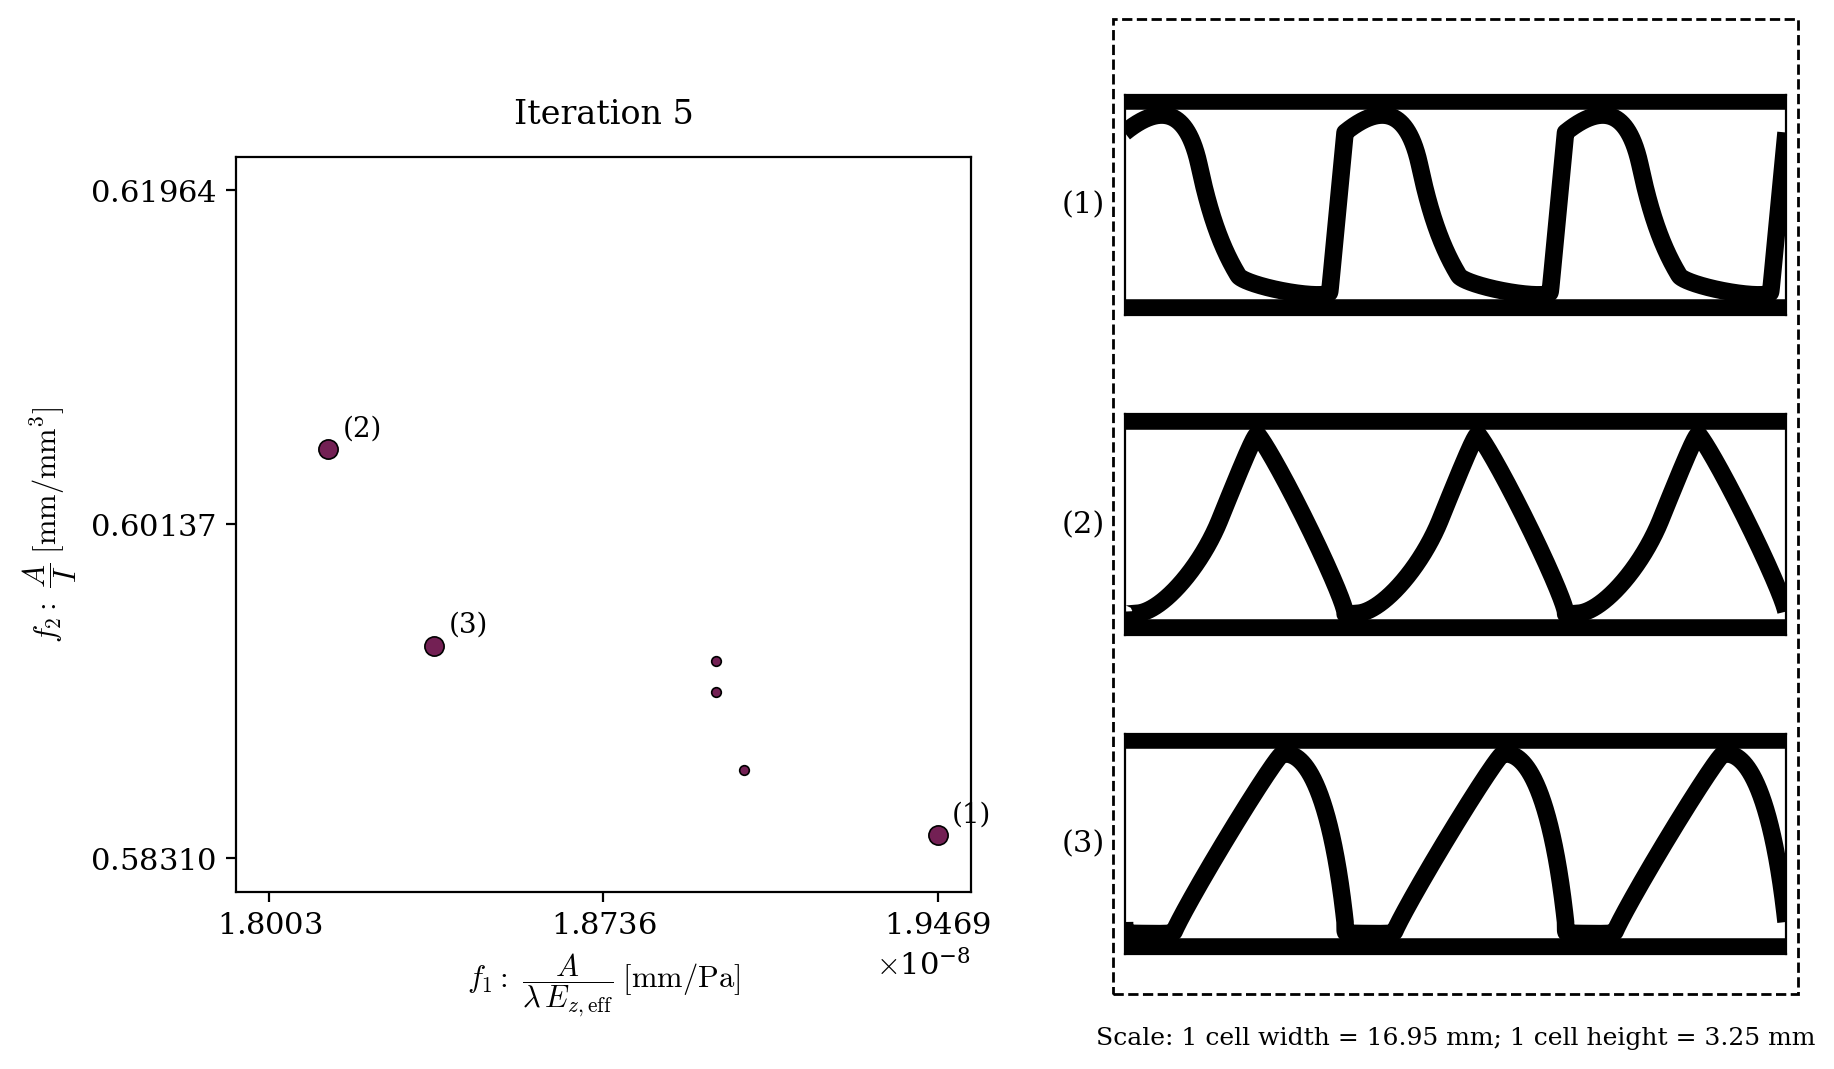 Iteration 5
0.61964
0.60137
0.58310
f₂: A/I [mm/mm³]
(2)
(3)
(1)
1.8003 1.8736 1.9469
×10⁻⁸
f₁: A/(λ E_{z,eff}) [mm/Pa]
(1)
(2)
(3)
Scale: 1 cell width = 16.95 mm; 1 cell height = 3.25 mm